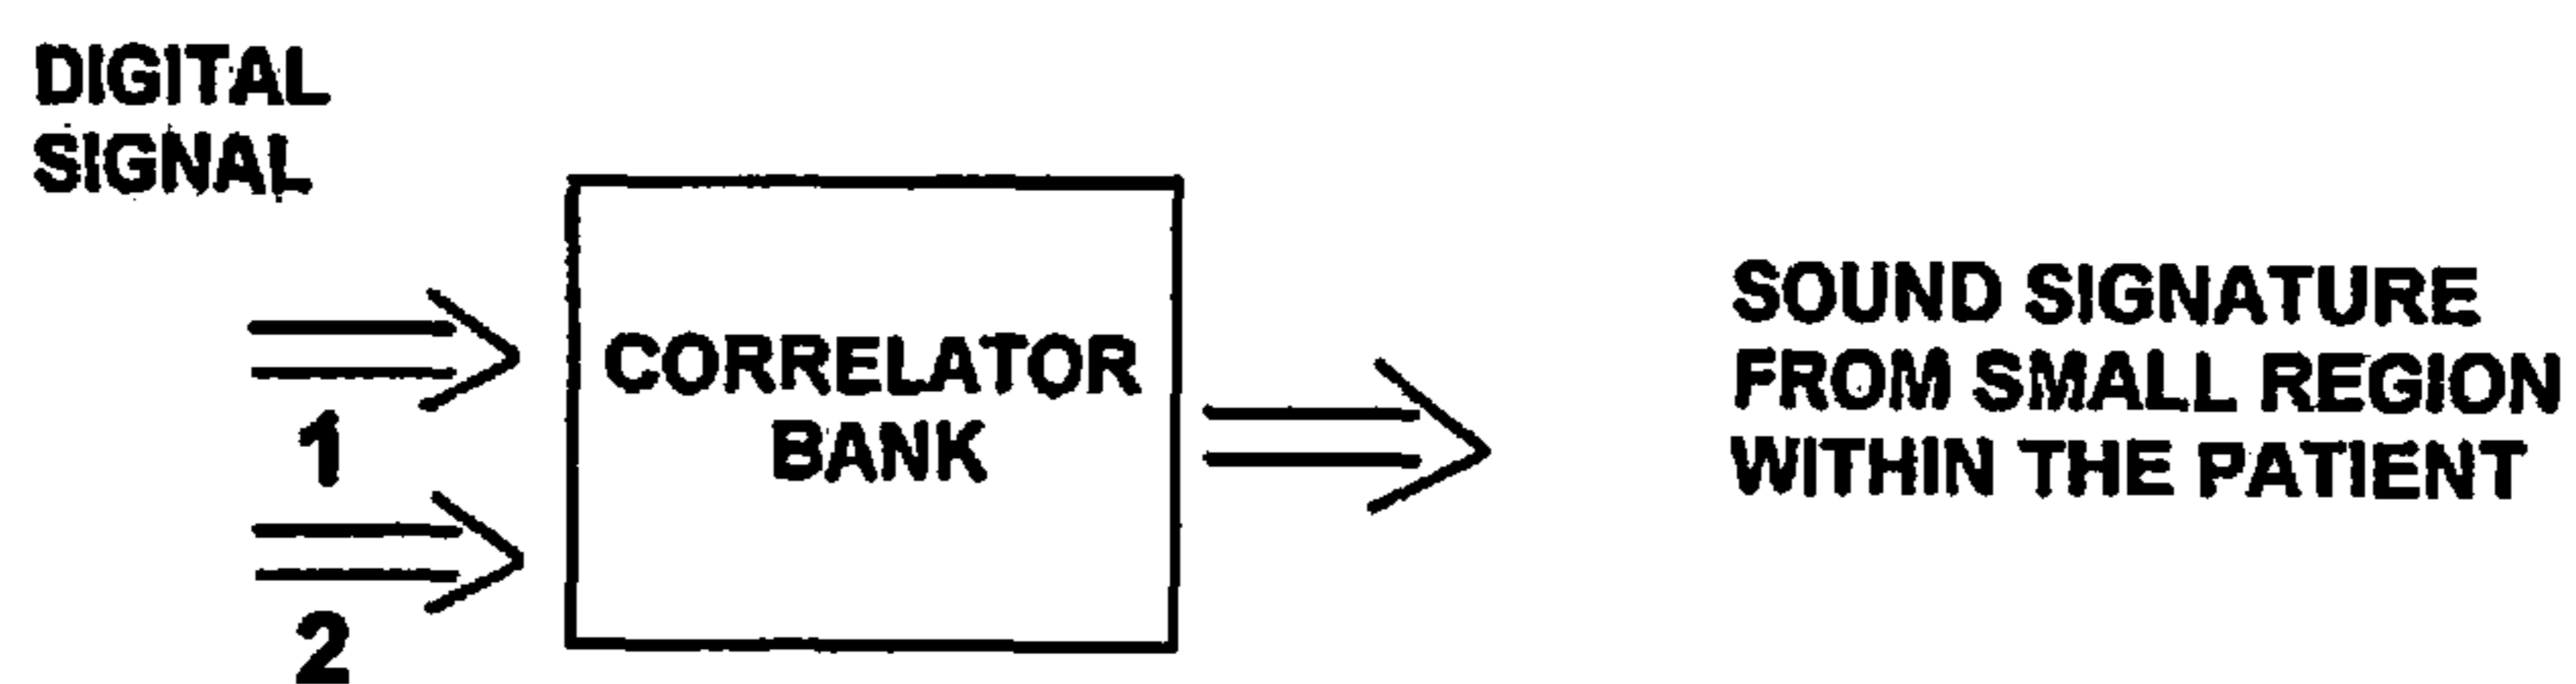 DIGITAL
SIGNAL
1
2
CORRELATOR
BANK
SOUND SIGNATURE
FROM SMALL REGION
WITHIN THE PATIENT